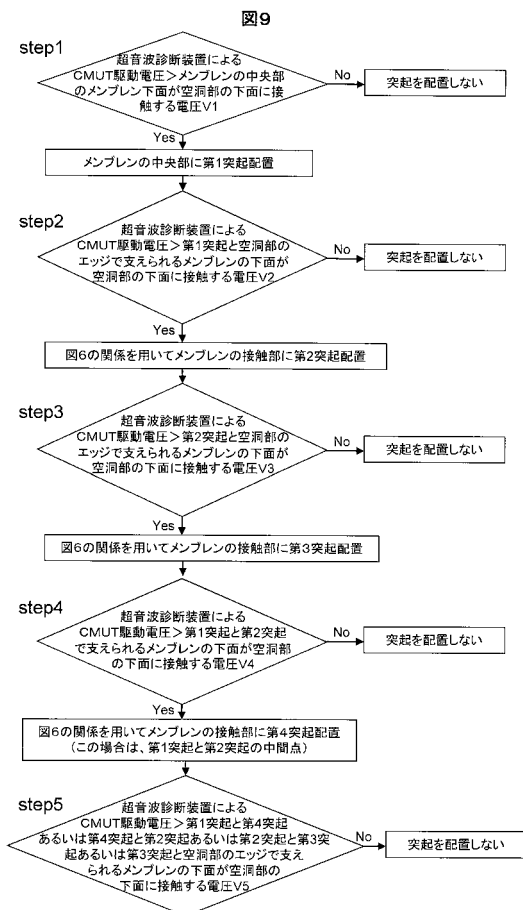 図9
step1
超音波診断装置による
CMUT駆動電圧>メンブレンの中央部
のメンブレン下面が空洞部の下面に接
触する電圧V1
No
突起を配置しない
Yes
メンブレンの中央部に第1突起配置
step2
超音波診断装置による
CMUT駆動電圧>第1突起と空洞部の
エッジで支えられるメンブレンの下面が
空洞部の下面に接触する電圧V2
No
突起を配置しない
Yes
図6の関係を用いてメンブレンの接触部に第2突起配置
step3
超音波診断装置による
CMUT駆動電圧>第2突起と空洞部の
エッジで支えられるメンブレンの下面が
空洞部の下面に接触する電圧V3
No
突起を配置しない
Yes
図6の関係を用いてメンブレンの接触部に第3突起配置
step4
超音波診断装置による
CMUT駆動電圧>第1突起と第2突起
で支えられるメンブレンの下面が空洞部
の下面に接触する電圧V4
No
突起を配置しない
Yes
図6の関係を用いてメンブレンの接触部に第4突起配置
(この場合は、第1突起と第2突起の中間点)
step5
超音波診断装置による
CMUT駆動電圧>第1突起と第4突起
あるいは第4突起と第2突起あるいは第2突起と第3突
起あるいは第3突起と空洞部のエッジで支え
られるメンブレンの下面が空洞部の
下面に接触する電圧V5
No
突起を配置しない